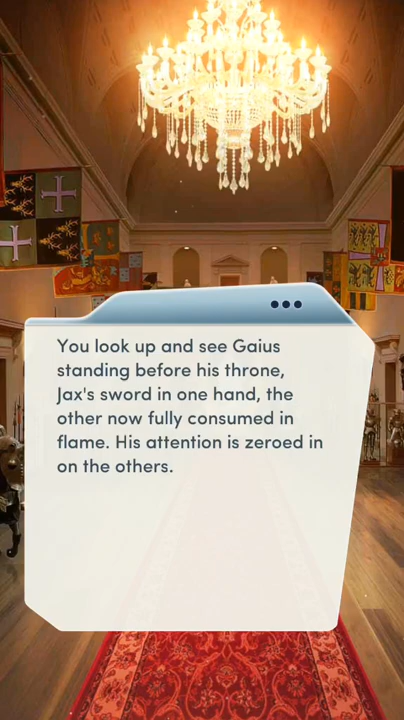 You look up and see Gaius
standing before his throne,
Jax's sword in one hand, the
other now fully consumed in
flame. His attention is zeroed in
on the others.